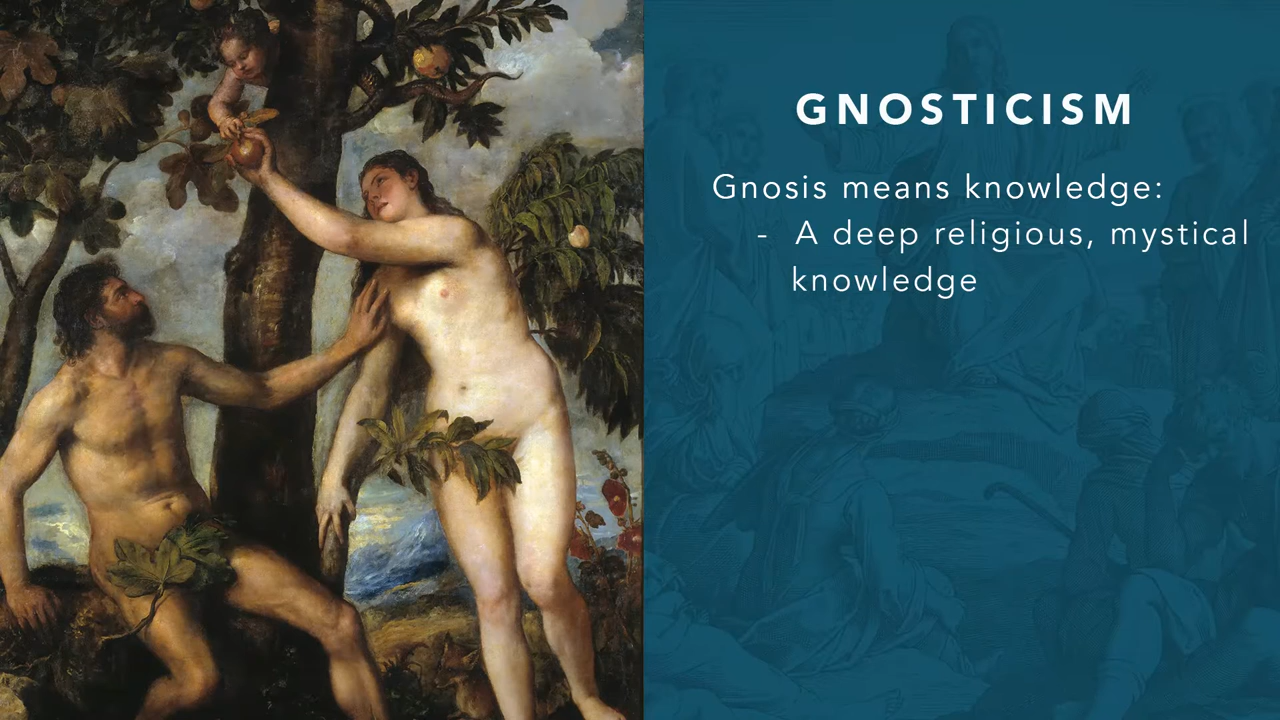 GNOSTICISM
Gnosis means knowledge:
- A deep religious, mystical
knowledge